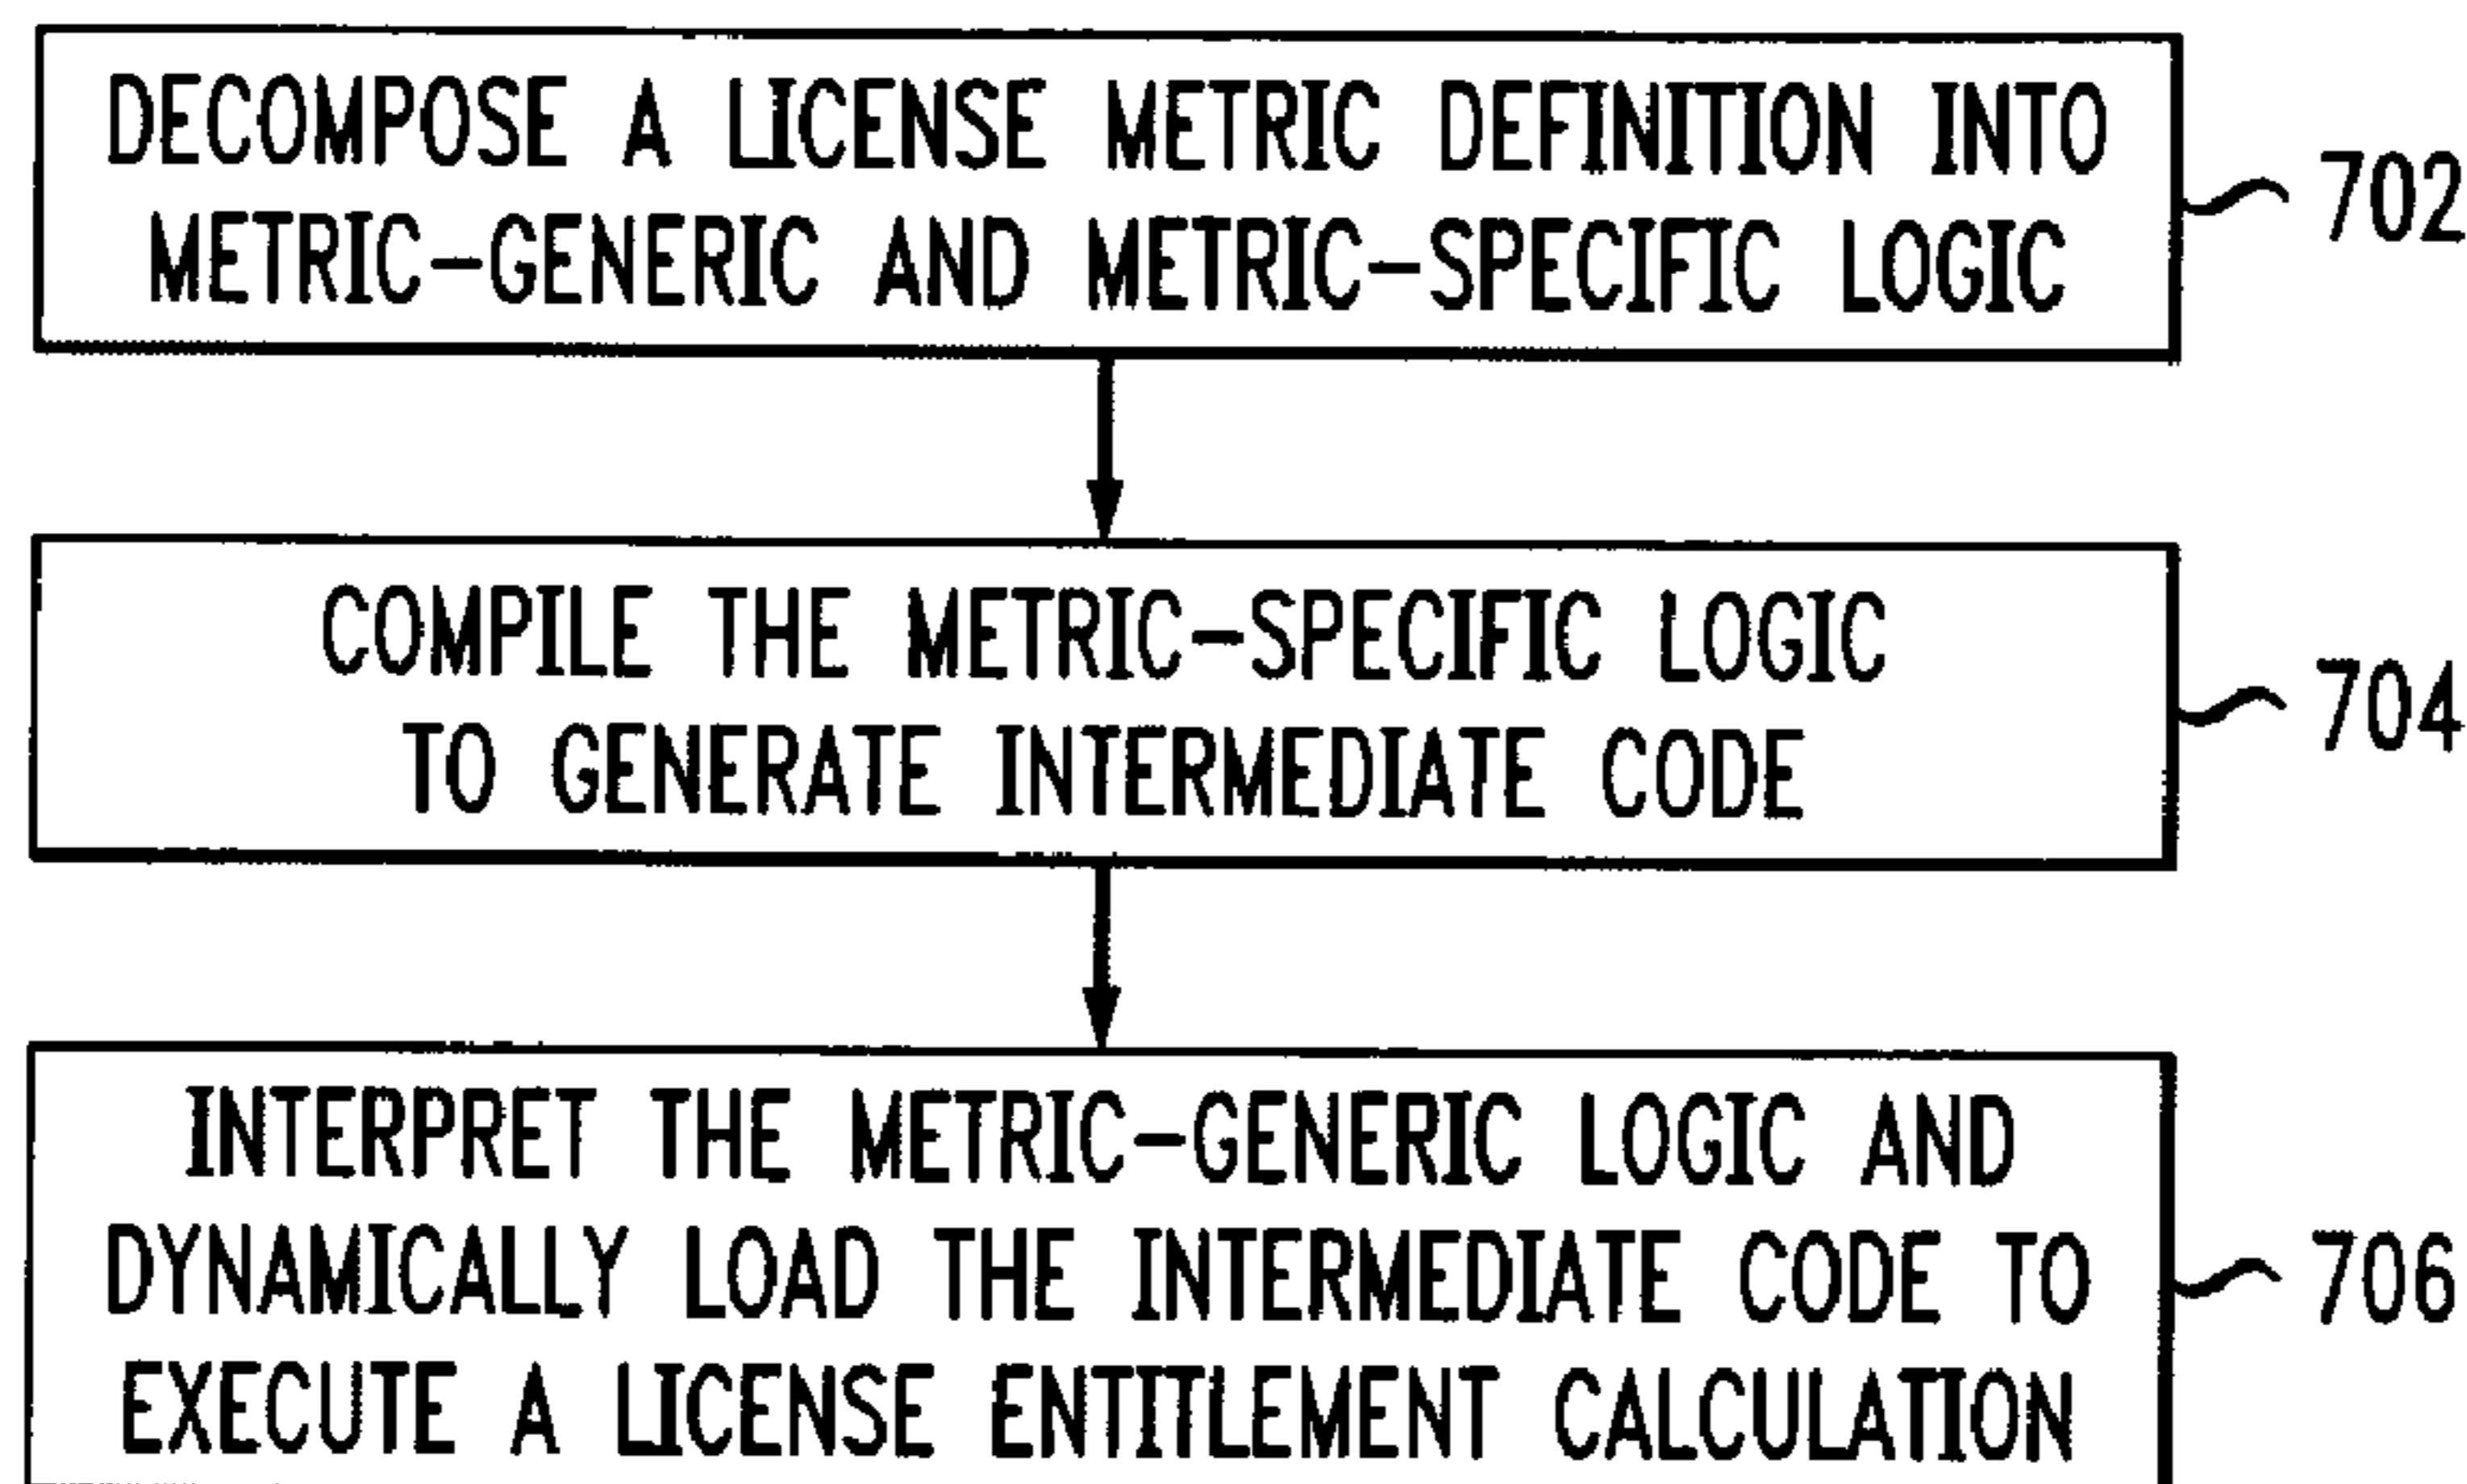 DECOMPOSE A LICENSE METRIC DEFINITION INTO
METRIC-GENERIC AND METRIC-SPECIFIC LOGIC
702
COMPILE THE METRIC-SPECIFIC LOGIC
TO GENERATE INTERMEDIATE CODE
704
INTERPRET THE METRIC-GENERIC LOGIC AND
DYNAMICALLY LOAD THE INTERMEDIATE CODE TO
EXECUTE A LICENSE ENTITLEMENT CALCULATION
706